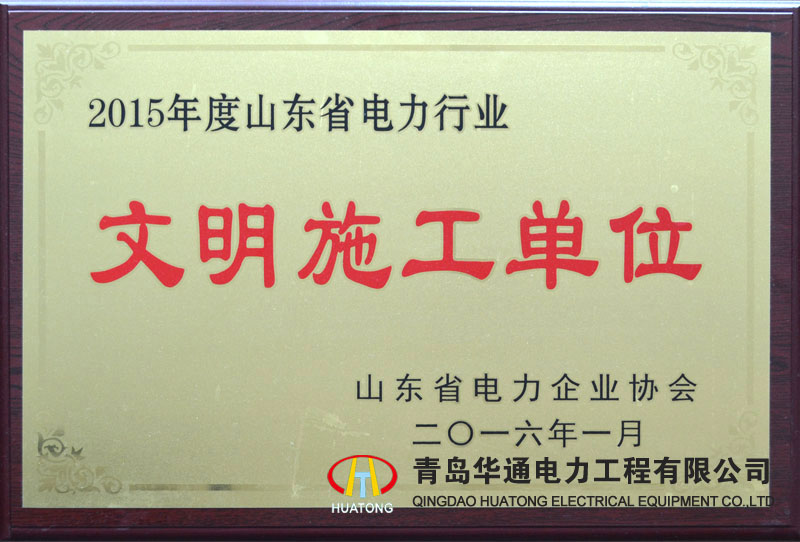 2015年度山东省电力行业
文明施工单位
山东省电力企业协会
二〇一六年一月
青岛华通电力工程有限公司
QINGDAO HUATONG ELECTRICAL EQUIPMENT CO.,LTD
HUATONG